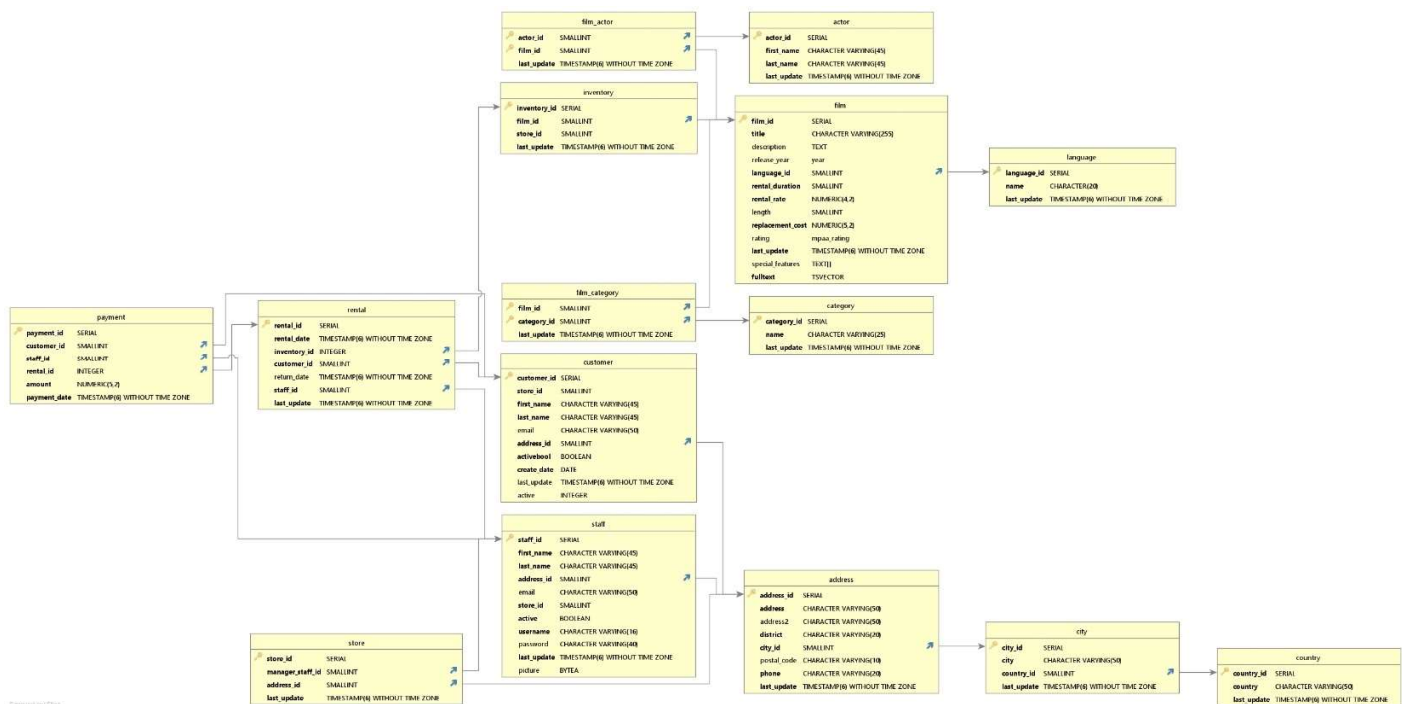 film_actor
actor_id SMALLINT
film_id SMALLINT
last_update TIMESTAMP(6) WITHOUT TIME ZONE
actor
actor_id SERIAL
first_name CHARACTER VARYING(45)
last_name CHARACTER VARYING(45)
last_update TIMESTAMP(6) WITHOUT TIME ZONE
inventory
inventory_id SERIAL
film_id SMALLINT
store_id SMALLINT
last_update TIMESTAMP(6) WITHOUT TIME ZONE
film
film_id SERIAL
title CHARACTER VARYING(255)
description TEXT
release_year year
language_id SMALLINT
rental_duration SMALLINT
rental_rate NUMERIC(4,2)
length SMALLINT
replacement_cost NUMERIC(5,2)
rating mpaa_rating
last_update TIMESTAMP(6) WITHOUT TIME ZONE
special_features TEXT[]
fulltext TSVECTOR
language
language_id SERIAL
name CHARACTER(20)
last_update TIMESTAMP(6) WITHOUT TIME ZONE
film_category
film_id SMALLINT
category_id SMALLINT
last_update TIMESTAMP(6) WITHOUT TIME ZONE
category
category_id SERIAL
name CHARACTER VARYING(25)
last_update TIMESTAMP(6) WITHOUT TIME ZONE
payment
payment_id SERIAL
customer_id SMALLINT
staff_id SMALLINT
rental_id INTEGER
amount NUMERIC(5,2)
payment_date TIMESTAMP(6) WITHOUT TIME ZONE
rental
rental_id SERIAL
rental_date TIMESTAMP(6) WITHOUT TIME ZONE
inventory_id INTEGER
customer_id SMALLINT
return_date TIMESTAMP(6) WITHOUT TIME ZONE
staff_id SMALLINT
last_update TIMESTAMP(6) WITHOUT TIME ZONE
customer
customer_id SERIAL
store_id SMALLINT
first_name CHARACTER VARYING(45)
last_name CHARACTER VARYING(45)
email CHARACTER VARYING(50)
address_id SMALLINT
activebool BOOLEAN
create_date DATE
last_update TIMESTAMP(6) WITHOUT TIME ZONE
active INTEGER
staff
staff_id SERIAL
first_name CHARACTER VARYING(45)
last_name CHARACTER VARYING(45)
address_id SMALLINT
email CHARACTER VARYING(50)
store_id SMALLINT
active BOOLEAN
username CHARACTER VARYING(16)
password CHARACTER VARYING(40)
last_update TIMESTAMP(6) WITHOUT TIME ZONE
picture BYTEA
store
store_id SERIAL
manager_staff_id SMALLINT
address_id SMALLINT
last_update TIMESTAMP(6) WITHOUT TIME ZONE
address
address_id SERIAL
address CHARACTER VARYING(50)
address2 CHARACTER VARYING(50)
district CHARACTER VARYING(20)
city_id SMALLINT
postal_code CHARACTER VARYING(10)
phone CHARACTER VARYING(20)
last_update TIMESTAMP(6) WITHOUT TIME ZONE
city
city_id SERIAL
city CHARACTER VARYING(50)
country_id SMALLINT
last_update TIMESTAMP(6) WITHOUT TIME ZONE
country
country_id SERIAL
country CHARACTER VARYING(50)
last_update TIMESTAMP(6) WITHOUT TIME ZONE